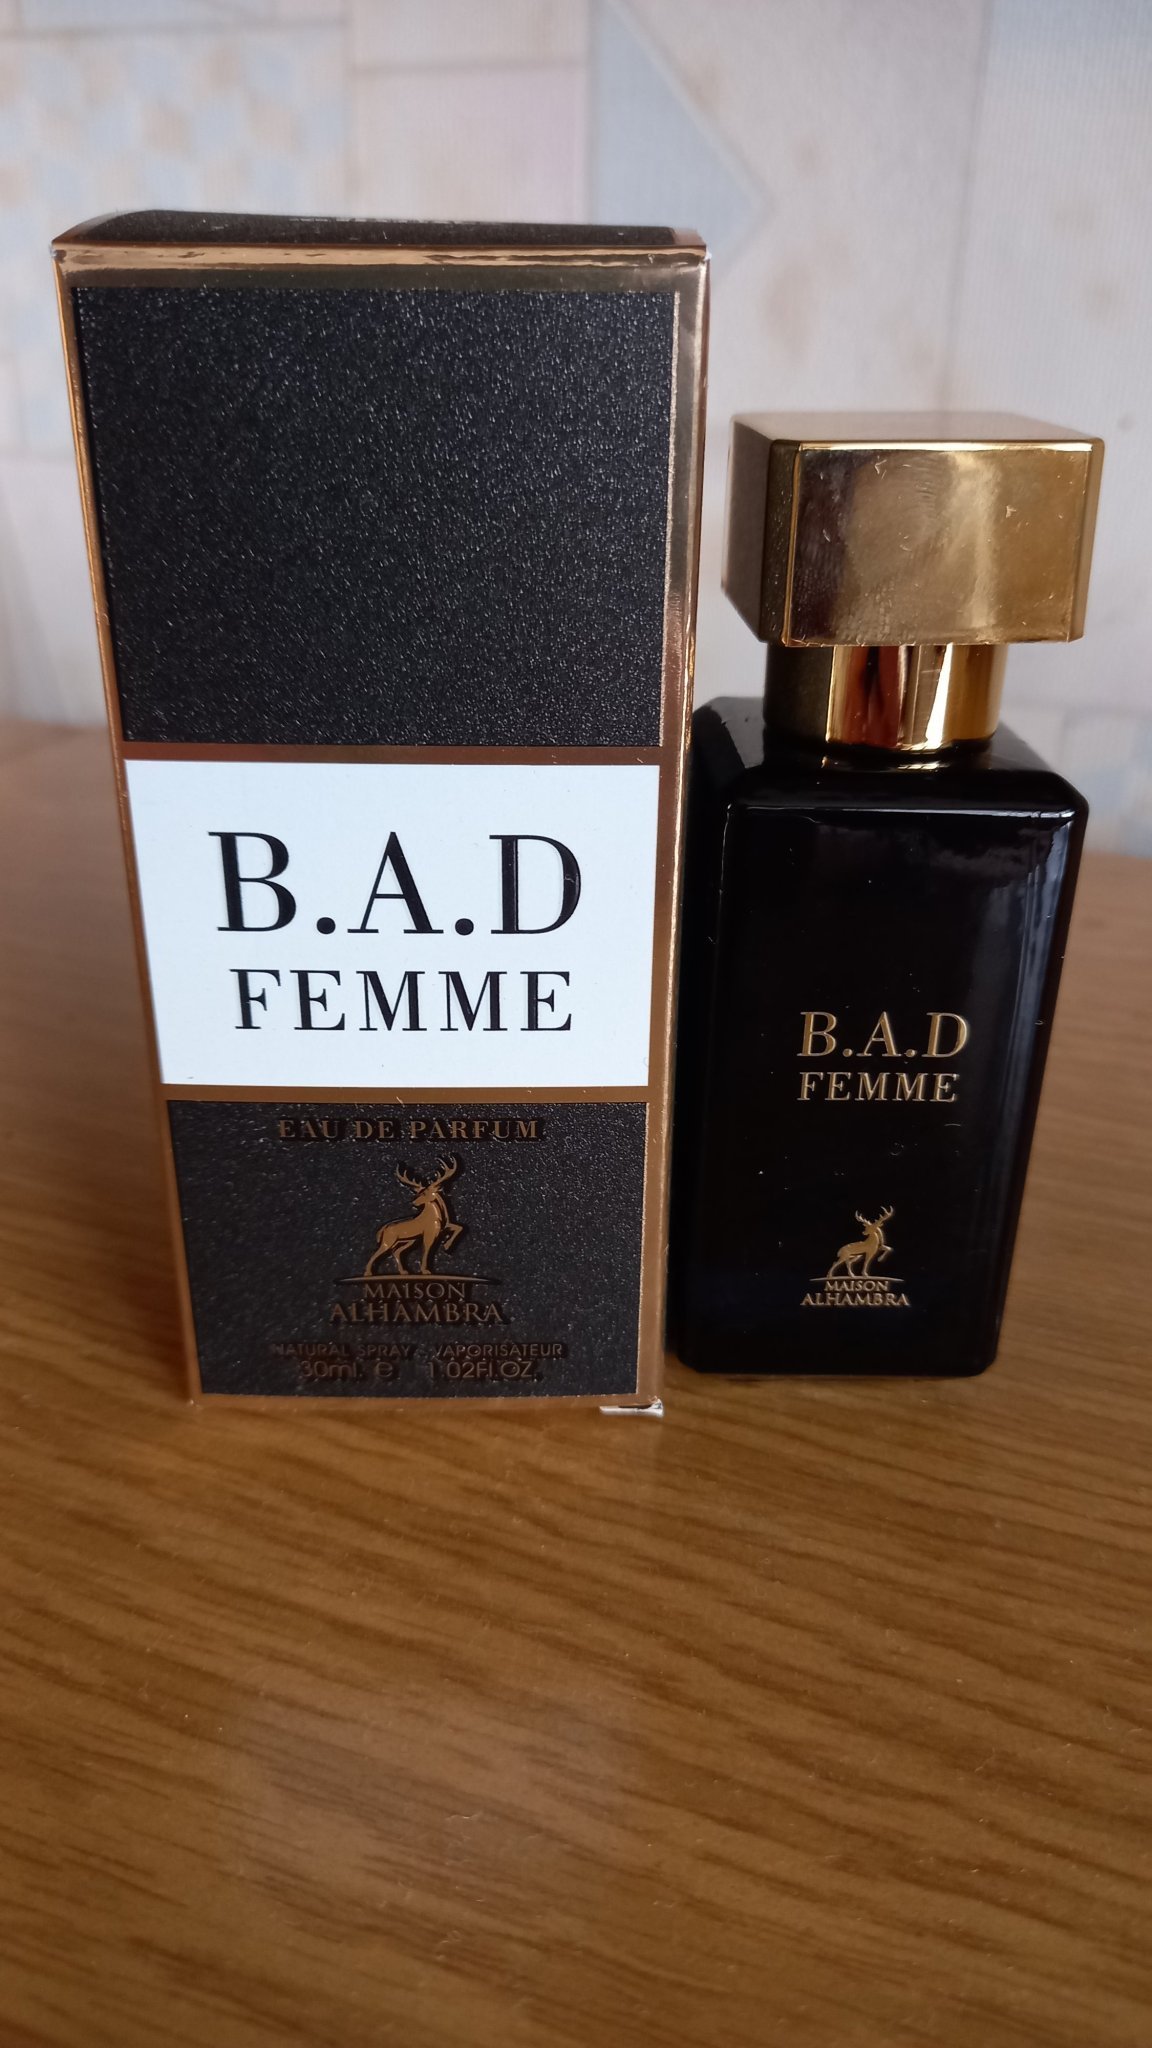 B.A.D
FEMME
EAU DE PARFUM
MAISON
ALHAMBRA
NATURAL SPRAY VAPORISATEUR
30ml. ℮ 1.02FL.OZ.
B.A.D
FEMME
MAISON
ALHAMBRA